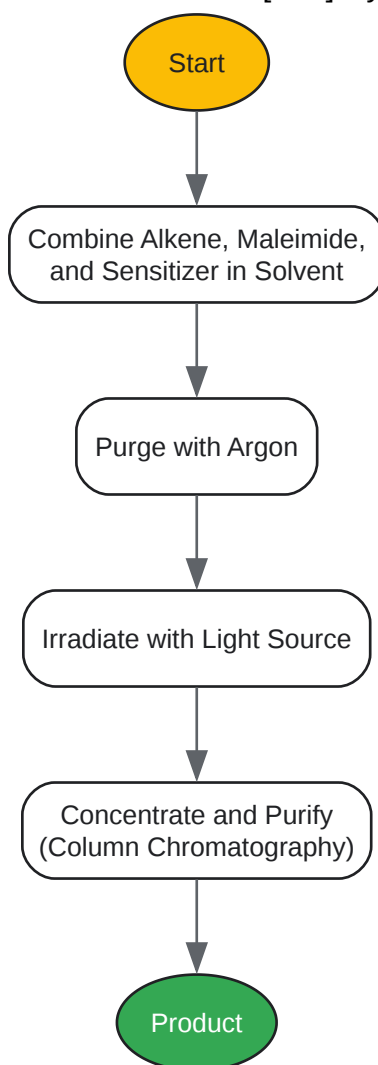 Start
Combine Alkene, Maleimide,
and Sensitizer in Solvent
Purge with Argon
Irradiate with Light Source
Concentrate and Purify
(Column Chromatography)
Product